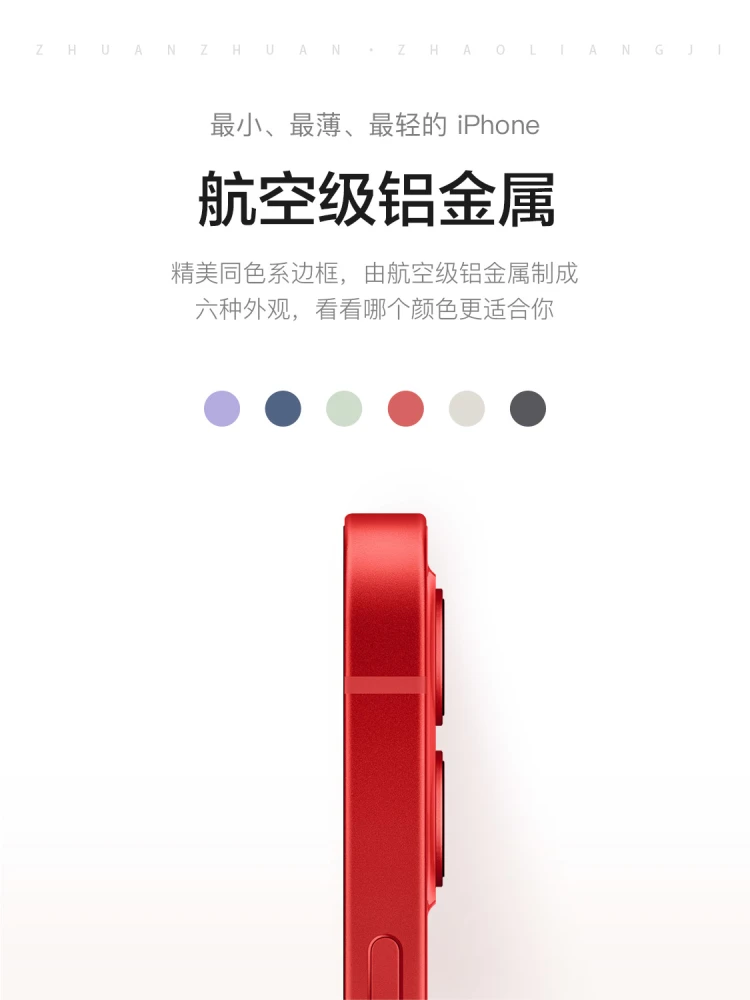 ZHUANZHUAN·ZHAOLIANGJI
最小、最薄、最轻的 iPhone
航空级铝金属
精美同色系边框，由航空级铝金属制成
六种外观，看看哪个颜色更适合你